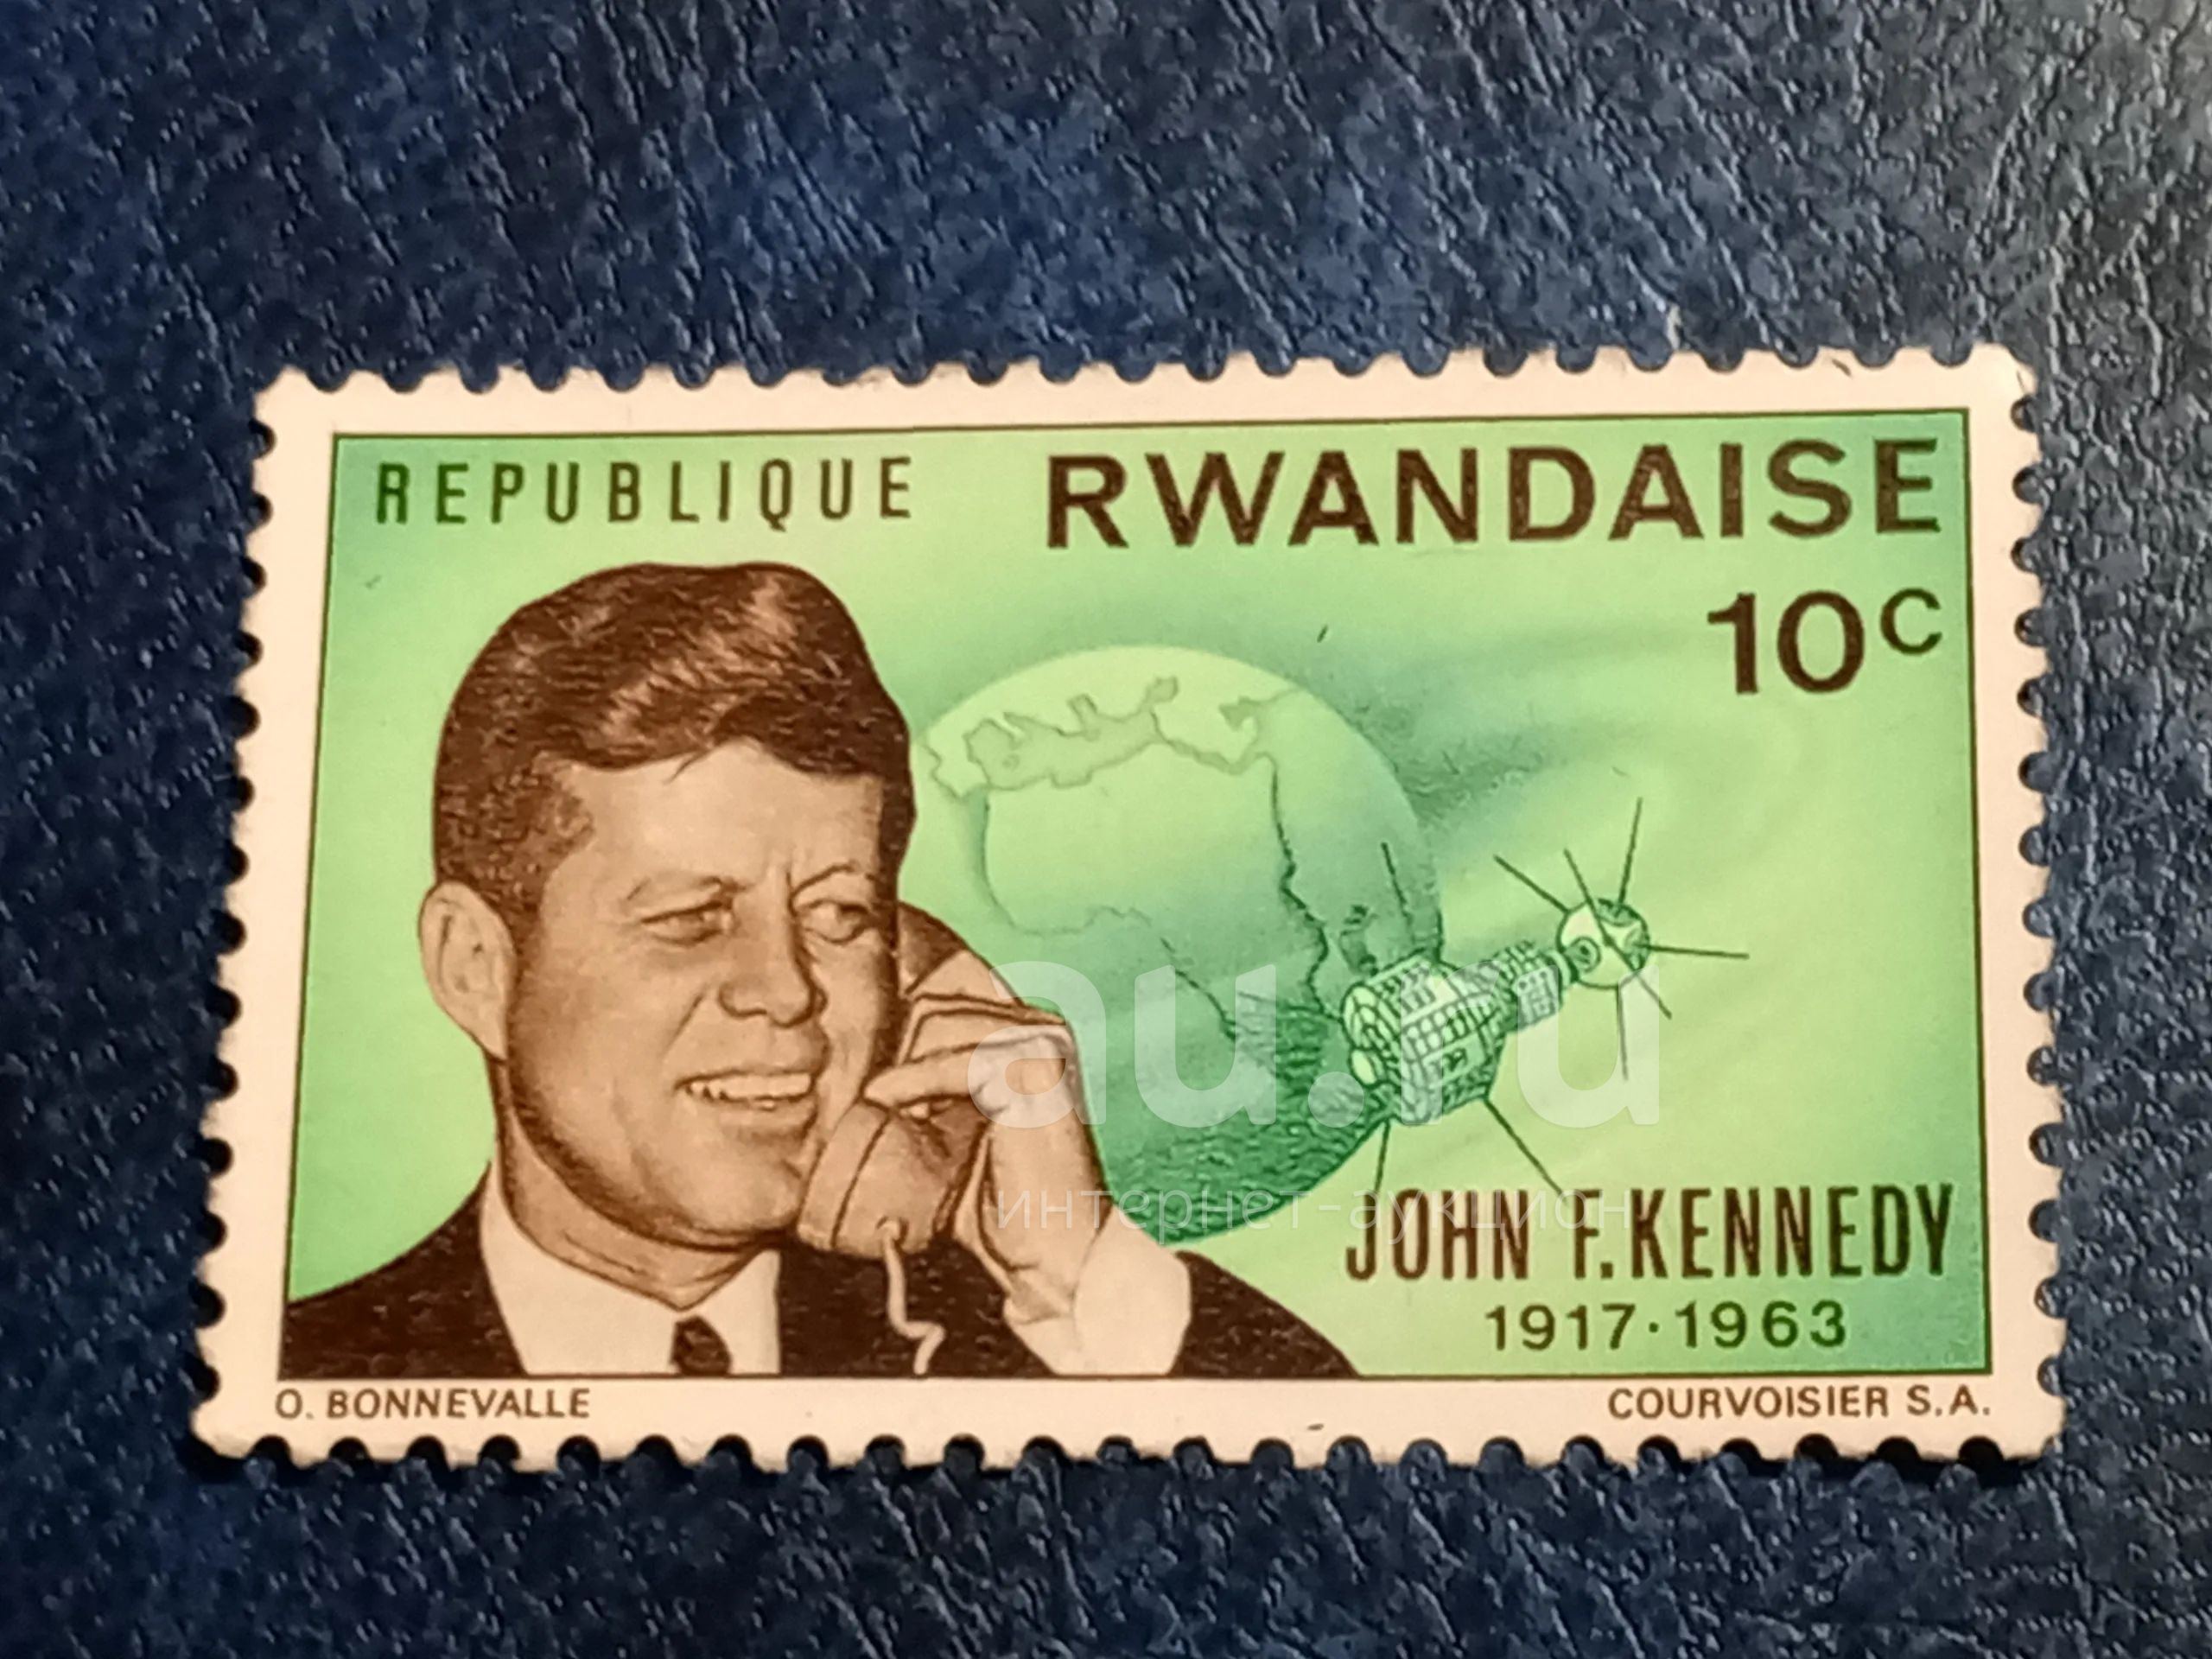 REPUBLIQUE RWANDAISE
10c
au.ru
интернет-аукцион
JOHN F. KENNEDY
1917·1963
O. BONNEVALLE COURVOISIER S.A.